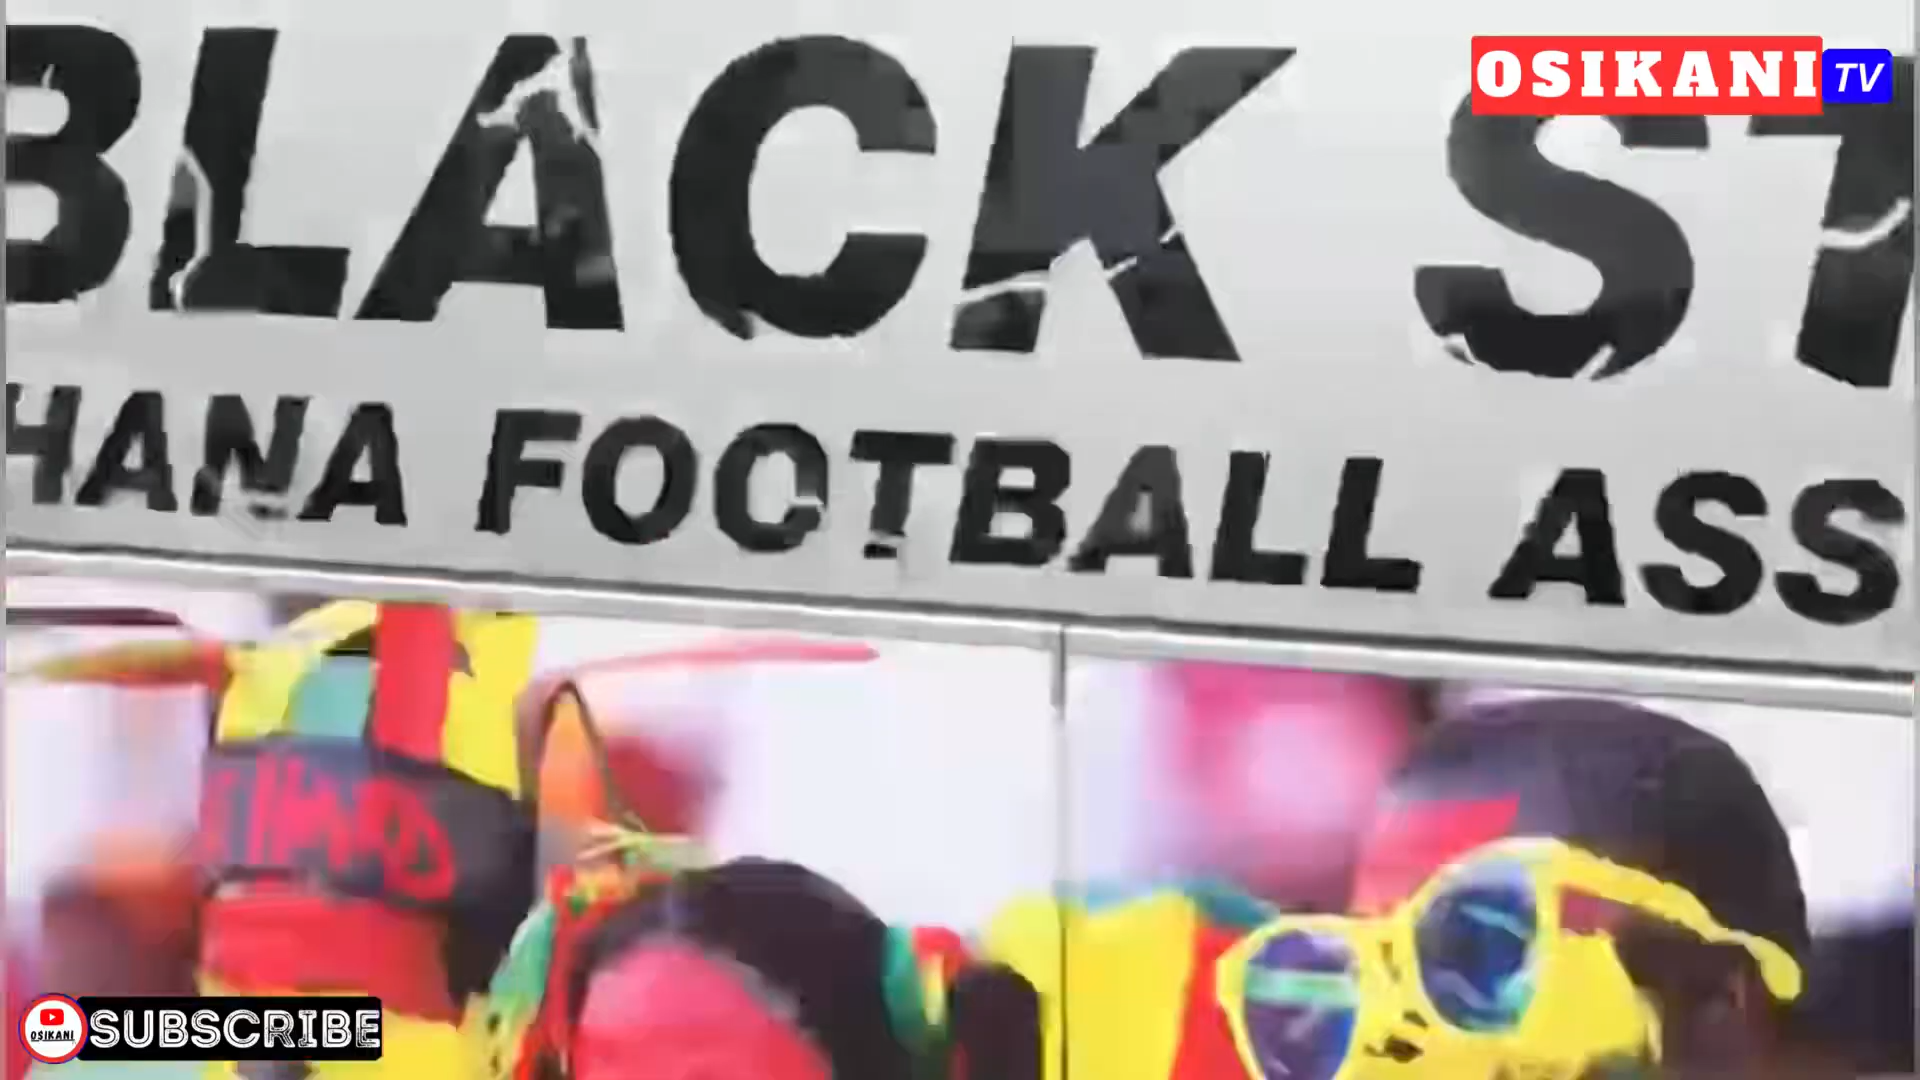 OSIKANI TV
BLACK ST
HANA FOOTBALL ASS
OSIKANI
SUBSCRIBE